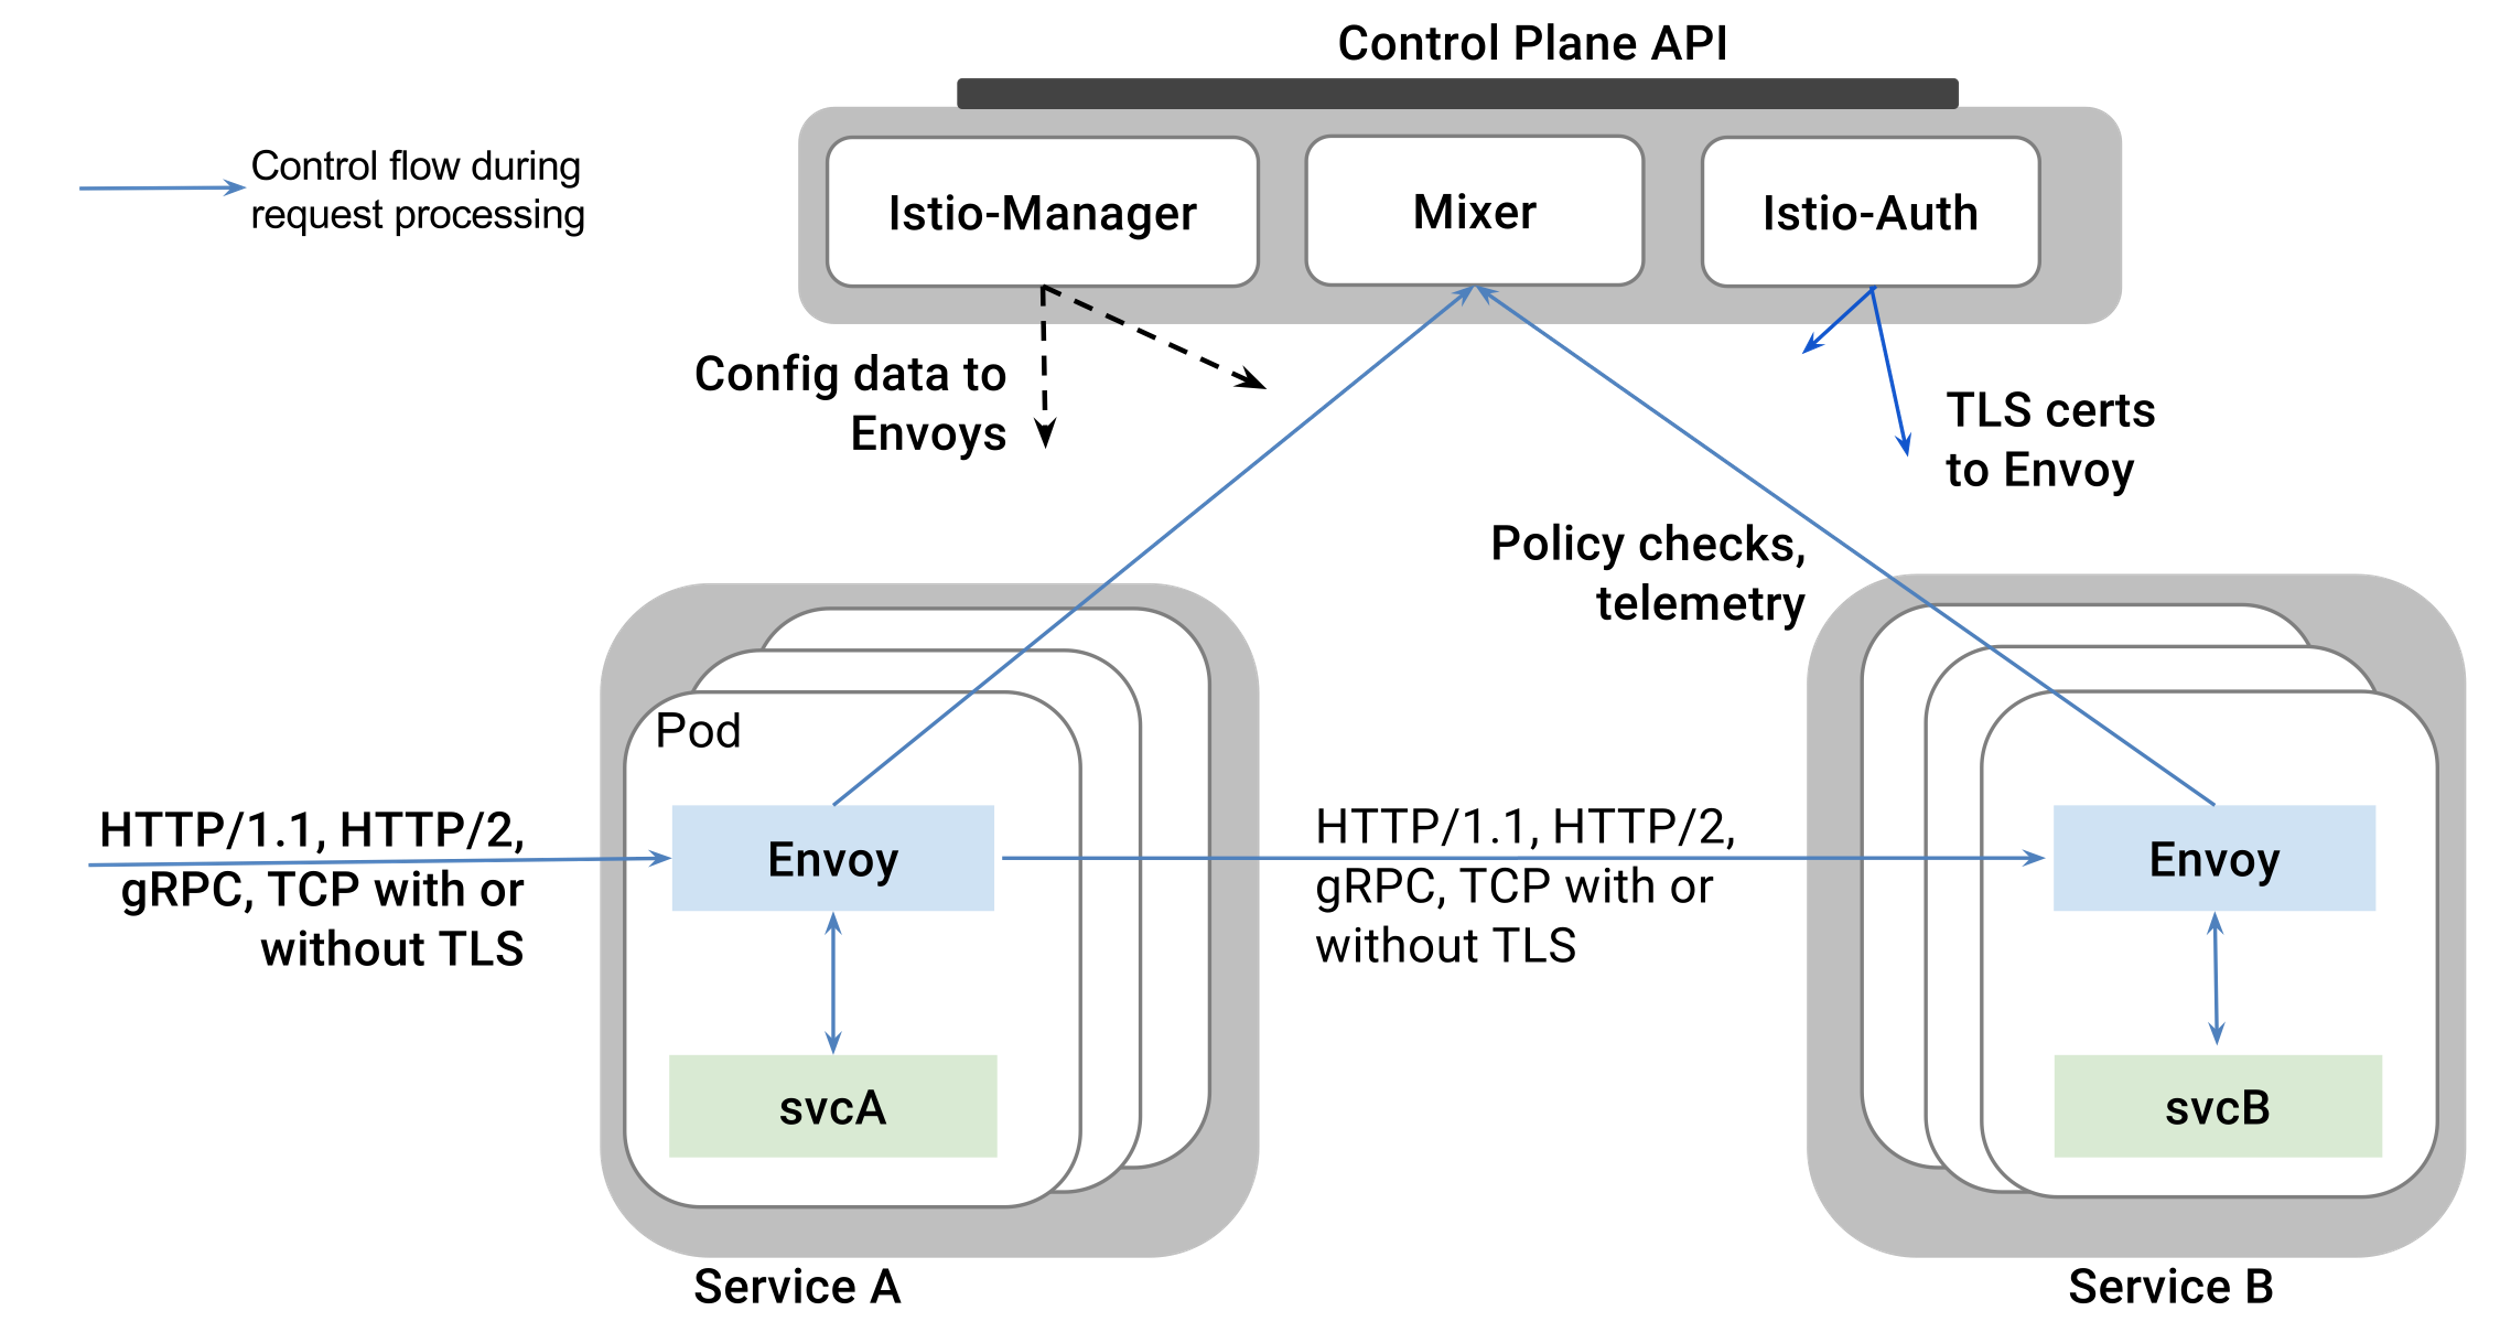 Control Plane API
Control flow during
request processing
Istio-Manager
Mixer
Istio-Auth
Config data to
Envoys
TLS certs
to Envoy
Policy checks,
telemetry
Pod
HTTP/1.1, HTTP/2,
gRPC, TCP with or
without TLS
Envoy
HTTP/1.1, HTTP/2,
gRPC, TCP with or
without TLS
Envoy
svcA
svcB
Service A
Service B